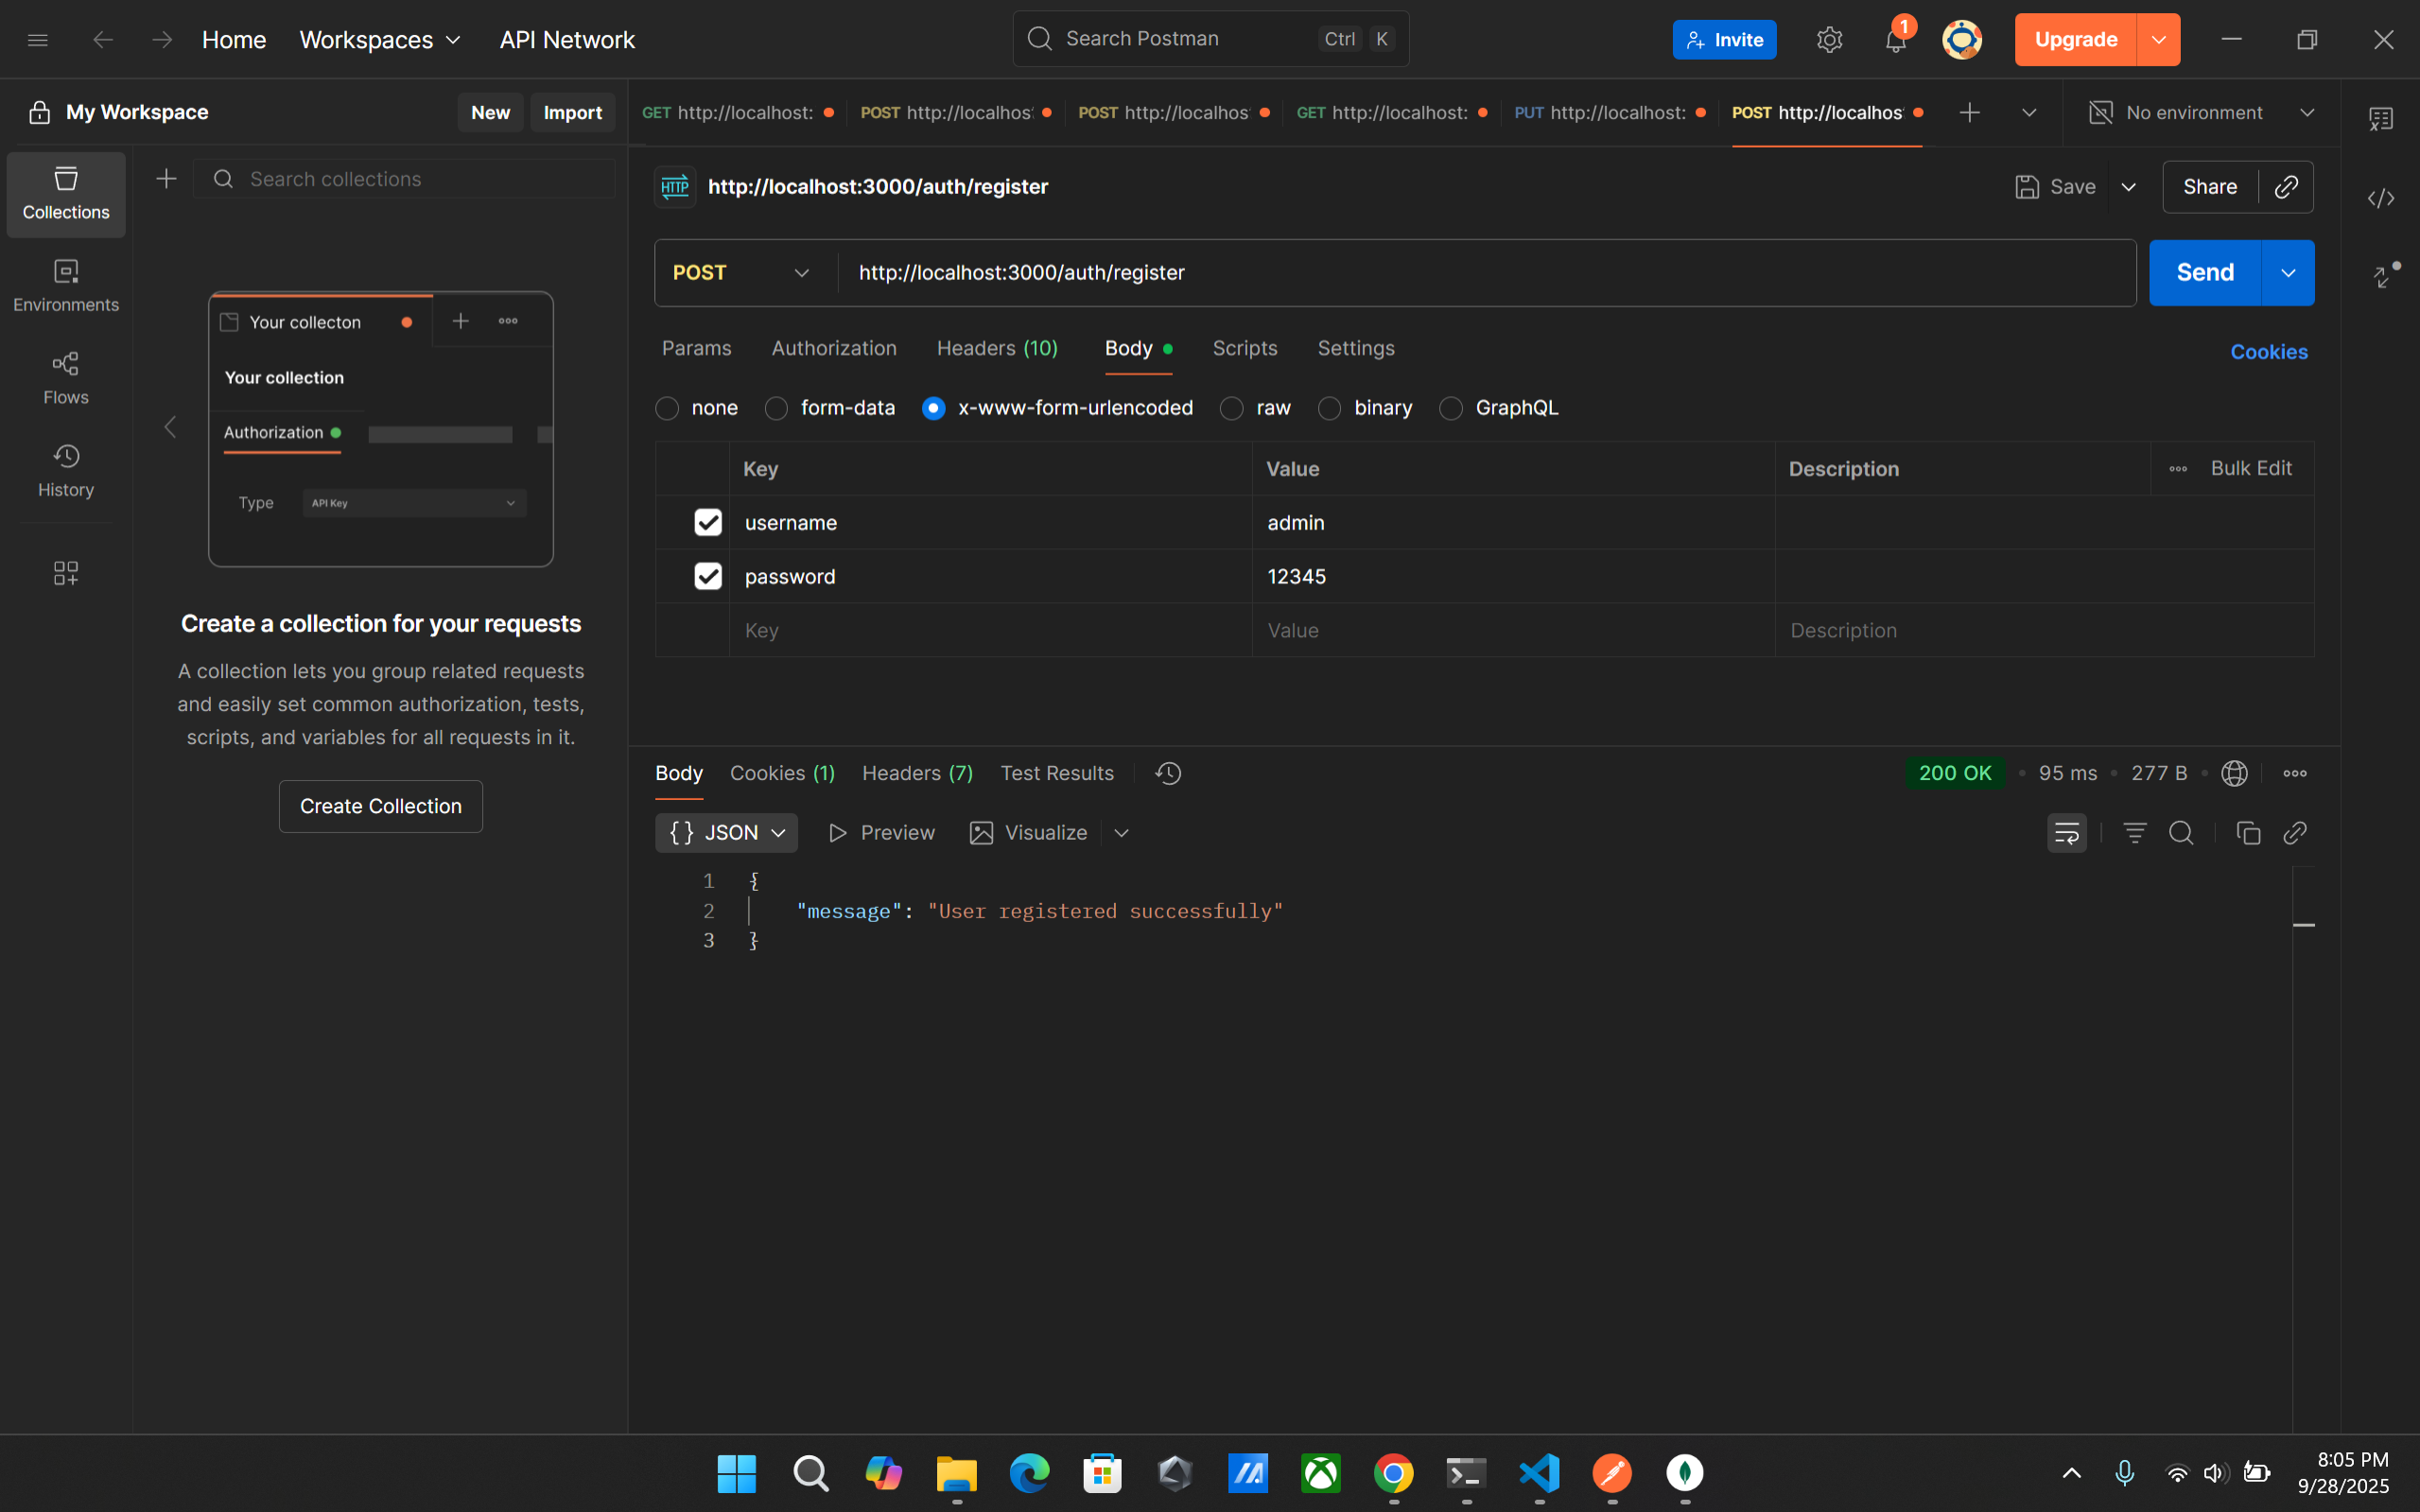 Home Workspaces API Network Search Postman Ctrl K Invite 1 Upgrade
My Workspace New Import
GET http://localhost: POST http://localhos POST http://localhos GET http://localhost: PUT http://localhost: POST http://localhos No environment
Collections
Environments
Flows
History
Search collections
Your collecton
Your collection
Authorization
Type API Key
Create a collection for your requests
A collection lets you group related requests
and easily set common authorization, tests,
scripts, and variables for all requests in it.
Create Collection
HTTP http://localhost:3000/auth/register Save Share
POST http://localhost:3000/auth/register Send
Params Authorization Headers (10) Body Scripts Settings Cookies
none form-data x-www-form-urlencoded raw binary GraphQL
Key Value Description Bulk Edit
username admin
password 12345
Key Value Description
Body Cookies (1) Headers (7) Test Results 200 OK 95 ms 277 B
{} JSON Preview Visualize
1 {
2 "message": "User registered successfully"
3 }
8:05 PM
9/28/2025